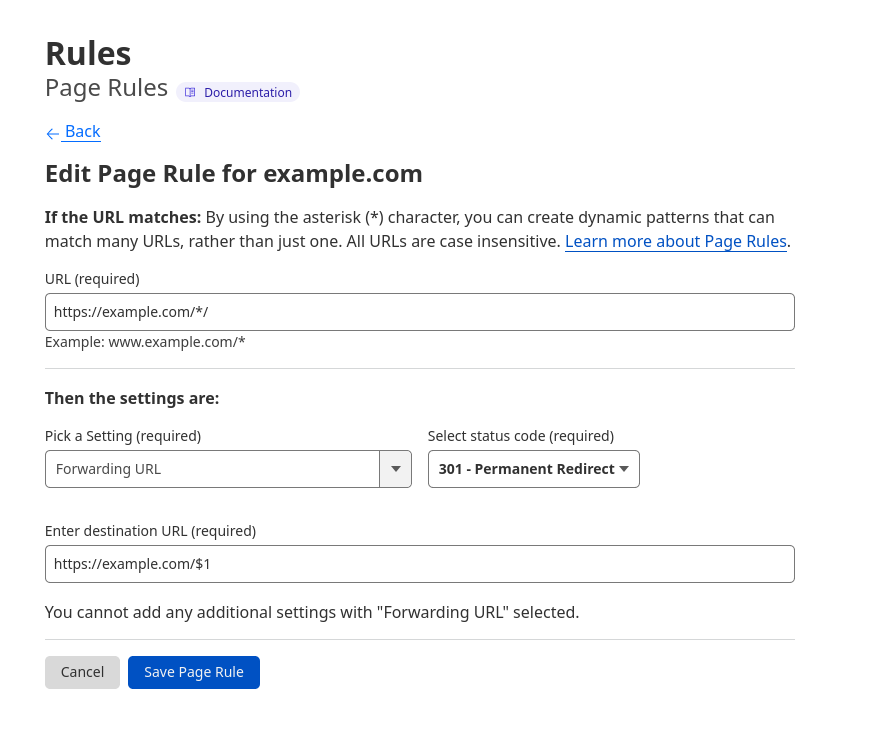 Rules
Page Rules Documentation
← Back
Edit Page Rule for example.com
If the URL matches: By using the asterisk (*) character, you can create dynamic patterns that can
match many URLs, rather than just one. All URLs are case insensitive. Learn more about Page Rules.
URL (required)
https://example.com/*/
Example: www.example.com/*
Then the settings are:
Pick a Setting (required) Select status code (required)
Forwarding URL 301 - Permanent Redirect
Enter destination URL (required)
https://example.com/$1
You cannot add any additional settings with "Forwarding URL" selected.
Cancel Save Page Rule